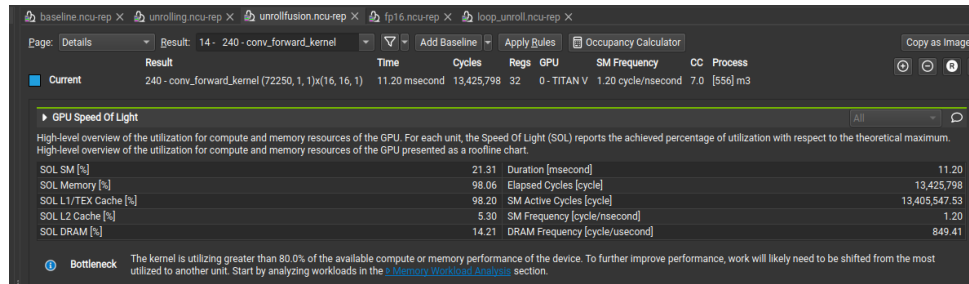 baseline.ncu-rep X unrolling.ncu-rep X unrollfusion.ncu-rep X fp16.ncu-rep X loop_unroll.ncu-rep X
Page: Details Result: 14 - 240 - conv_forward_kernel Add Baseline Apply Rules Occupancy Calculator Copy as Image
Result Time Cycles Regs GPU SM Frequency CC Process
Current 240 - conv_forward_kernel (72250, 1, 1)x(16, 16, 1) 11.20 msecond 13,425,798 32 0 - TITAN V 1.20 cycle/nsecond 7.0 [556] m3
GPU Speed Of Light All
High-level overview of the utilization for compute and memory resources of the GPU. For each unit, the Speed Of Light (SOL) reports the achieved percentage of utilization with respect to the theoretical maximum.
High-level overview of the utilization for compute and memory resources of the GPU presented as a roofline chart.
SOL SM [%] 21.31 Duration [msecond] 11.20
SOL Memory [%] 98.06 Elapsed Cycles [cycle] 13,425,798
SOL L1/TEX Cache [%] 98.20 SM Active Cycles [cycle] 13,405,547.53
SOL L2 Cache [%] 5.30 SM Frequency [cycle/nsecond] 1.20
SOL DRAM [%] 14.21 DRAM Frequency [cycle/usecond] 849.41
Bottleneck The kernel is utilizing greater than 80.0% of the available compute or memory performance of the device. To further improve performance, work will likely need to be shifted from the most
utilized to another unit. Start by analyzing workloads in the Memory Workload Analysis section.